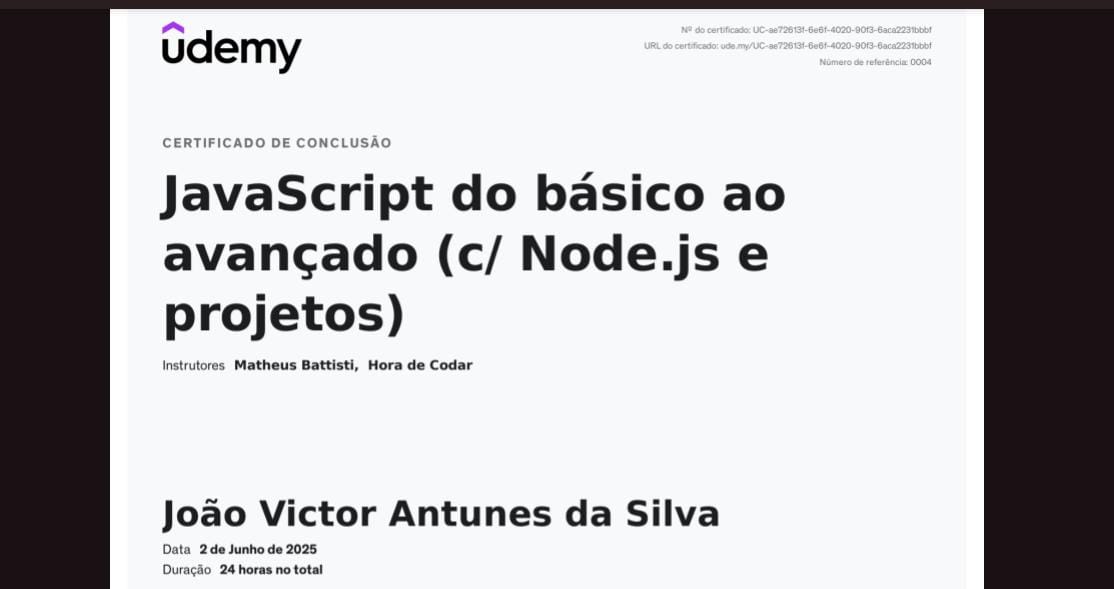 udemy
Nº do certificado: UC-ae72613f-6e6f-4020-90f3-6aca2231bbbf
URL do certificado: ude.my/UC-ae72613f-6e6f-4020-90f3-6aca2231bbbf
Número de referência: 0004
CERTIFICADO DE CONCLUSÃO
JavaScript do básico ao
avançado (c/ Node.js e
projetos)
Instrutores Matheus Battisti, Hora de Codar
João Victor Antunes da Silva
Data 2 de Junho de 2025
Duração 24 horas no total